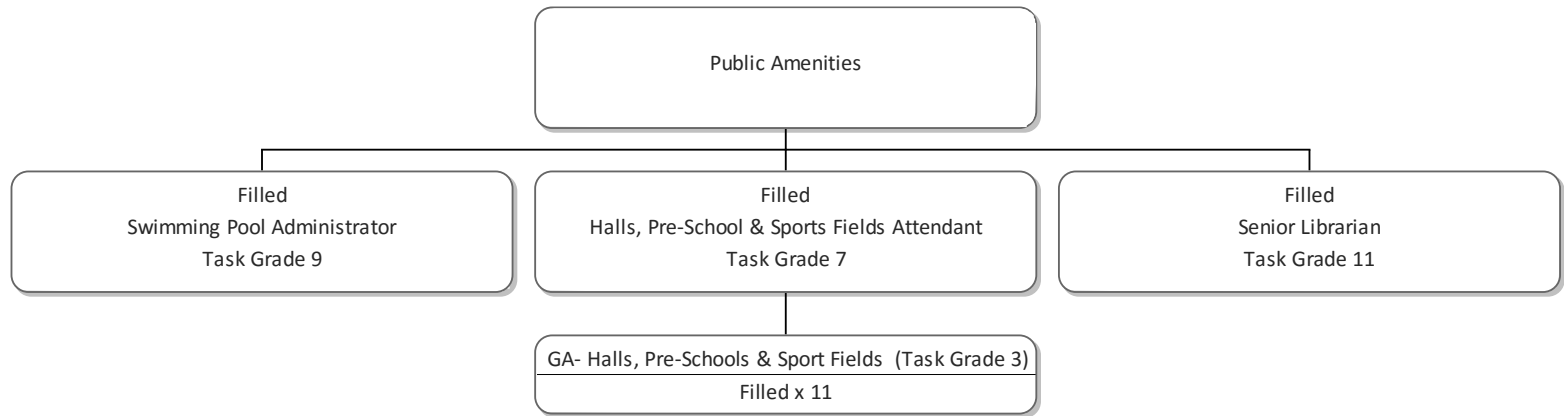 Public Amenities
Filled
Swimming Pool Administrator
Task Grade 9
Filled
Halls, Pre-School & Sports Fields Attendant
Task Grade 7
Filled
Senior Librarian
Task Grade 11
GA- Halls, Pre-Schools & Sport Fields  (Task Grade 3)
Filled x 11